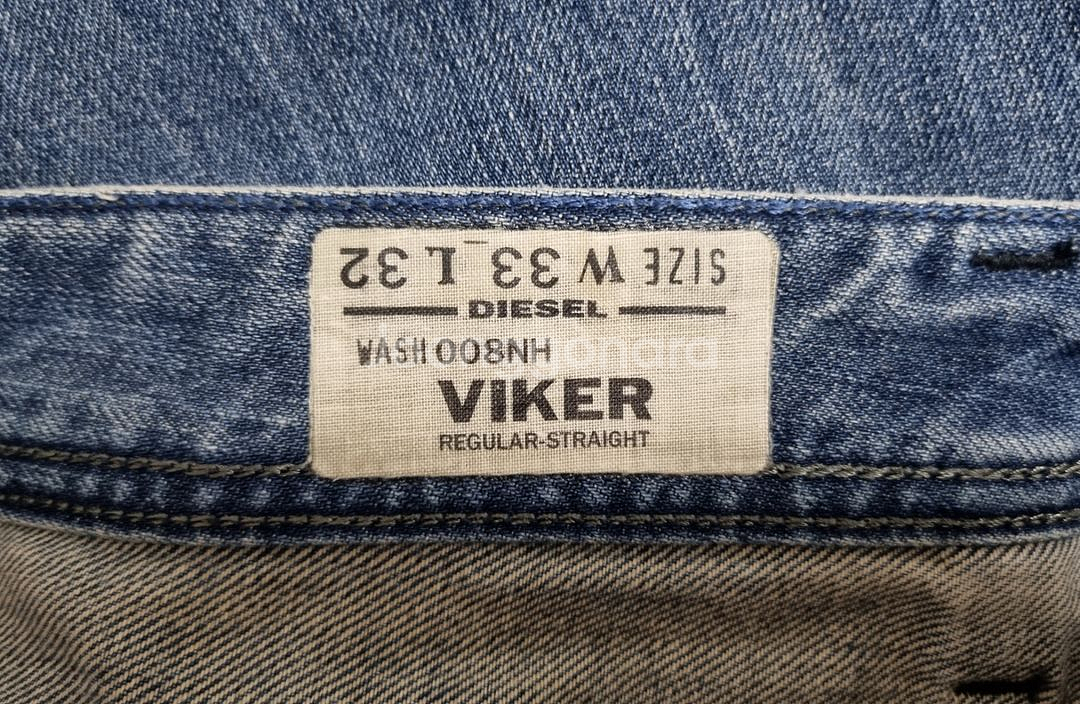 SIZE W 33 L 32
DIESEL
WASH 008NH
VIKER
REGULAR-STRAIGHT